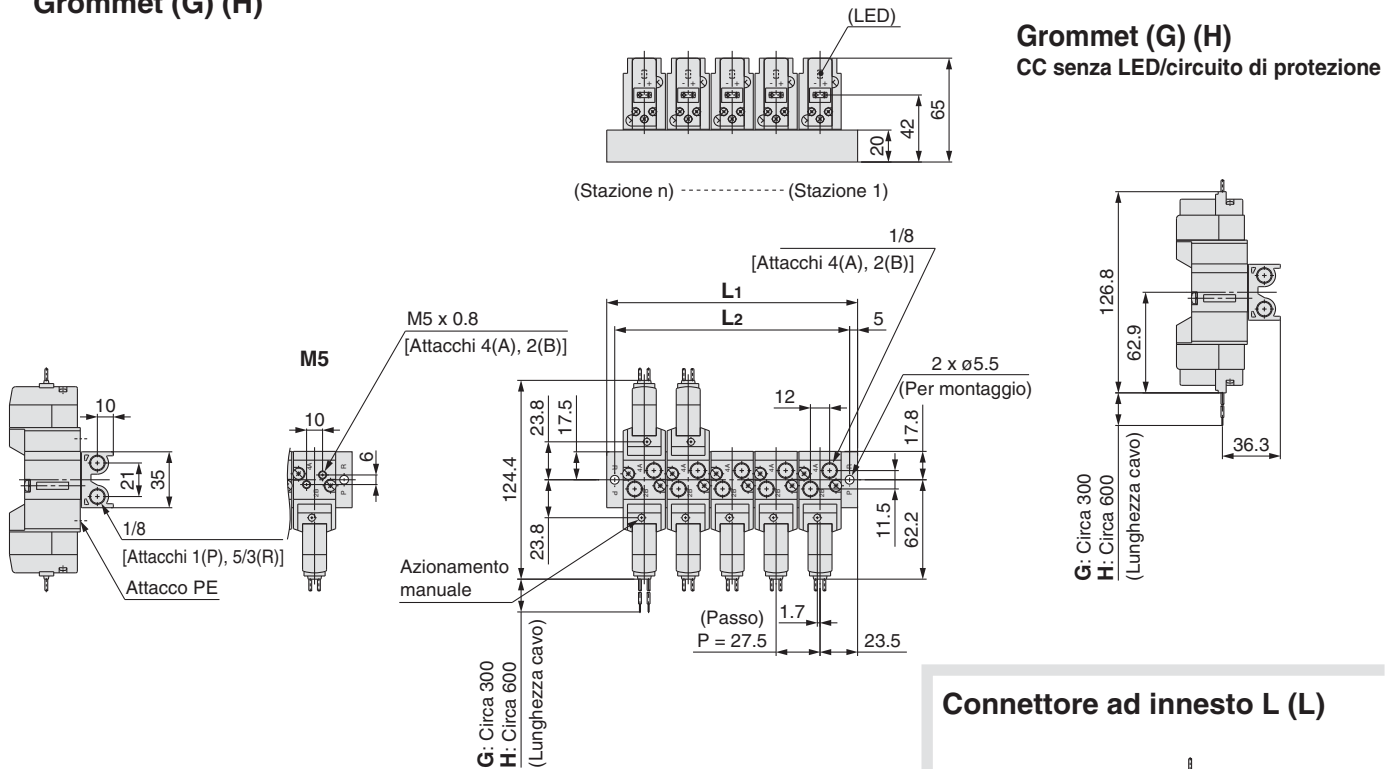 Grommet (G) (H)
(LED)
65
42
20
(Stazione n) ------------ (Stazione 1)
Grommet (G) (H)
CC senza LED/circuito di protezione
126.8
62.9
36.3
G: Circa 300
H: Circa 600
(Lunghezza cavo)
1/8
[Attacchi 4(A), 2(B)]
L1
L2
5
M5 x 0.8
[Attacchi 4(A), 2(B)]
M5
2 x ø5.5
(Per montaggio)
10
21
35
1/8
[Attacchi 1(P), 5/3(R)]
Attacco PE
10
6
4A
2B
R
P
124.4
23.8
17.5
23.8
12
17.8
11.5
62.2
Azionamento
manuale
(Passo)
P = 27.5
1.7
23.5
G: Circa 300
H: Circa 600
(Lunghezza cavo)
Connettore ad innesto L (L)